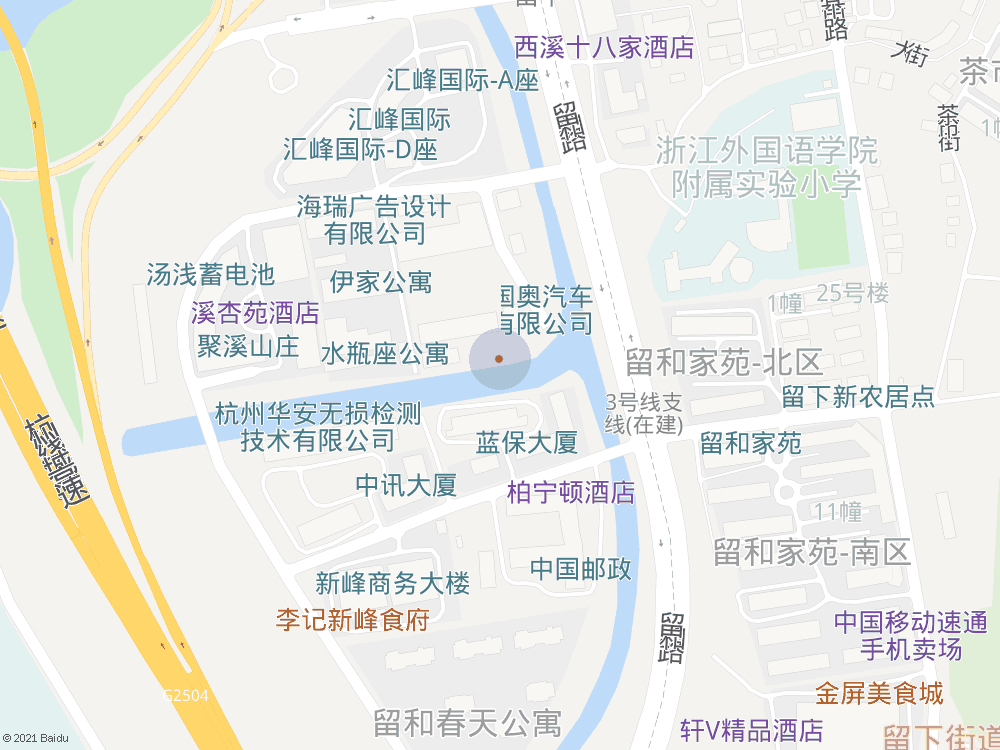 西溪十八家酒店
大街
汇峰国际-A座
茶市
汇峰国际
留和路
茶市街
汇峰国际-D座
浙江外国语学院
附属实验小学
海瑞广告设计
有限公司
汤浅蓄电池
伊家公寓
1幢
25号楼
国奥汽车
有限公司
溪杏苑酒店
聚溪山庄
水瓶座公寓
留和家苑-北区
3号线支
线(在建)
留下新农居点
杭州华安无损检测
技术有限公司
蓝保大厦
留和家苑
杭绕高速
中讯大厦
柏宁顿酒店
11幢
留和家苑-南区
新峰商务大楼
中国邮政
李记新峰食府
留和路
中国移动速通
手机卖场
G2504
金屏美食城
留和春天公寓
轩V精品酒店
留下街道
© 2021 Baidu